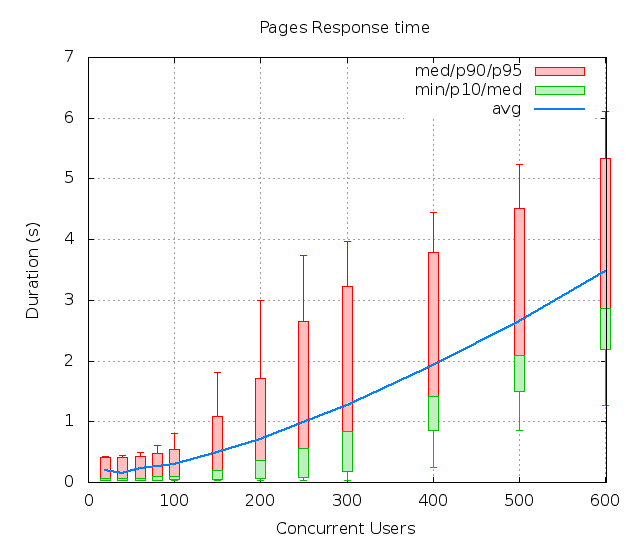 Pages Response time
7
6
5
4
3
2
1
0
Duration (s)
med/p90/p95
min/p10/med
avg
0 100 200 300 400 500 600
Concurrent Users